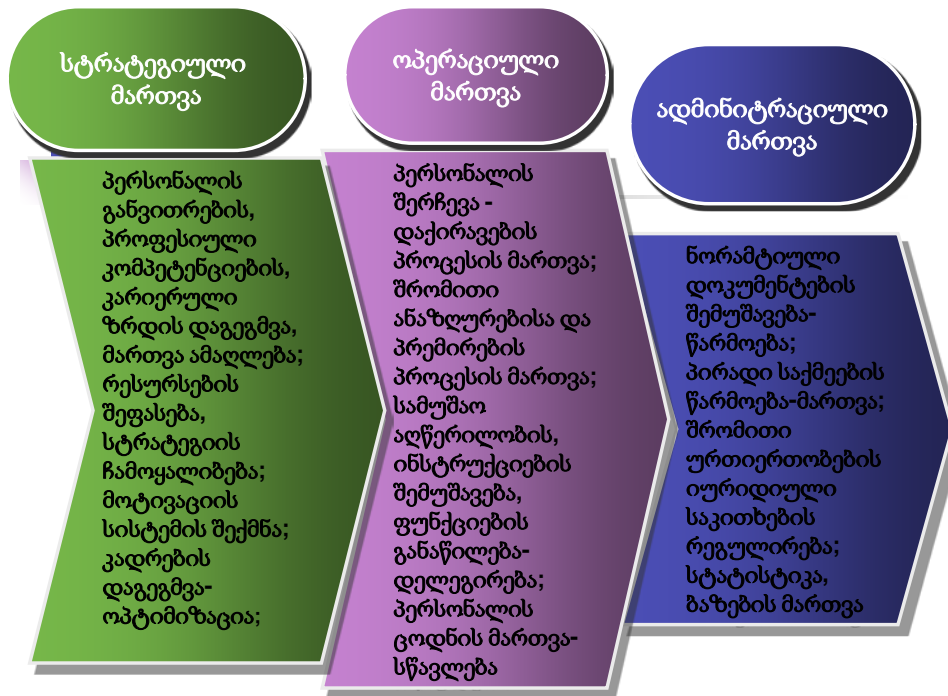 სტრატეგიული
მართვა
პერსონალის
განვითრების,
პროფესიული
კომპეტენციების,
კარიერული
ზრდის დაგეგმვა,
მართვა ამაღლება;
რესურსების
შეფასება,
სტრატეგიის
ჩამოყალიბება;
მოტივაციის
სისტემის შექმნა;
კადრების
დაგეგმვა-
ოპტიმიზაცია;
ოპერაციული
მართვა
პერსონალის
შერჩევა -
დაქირავების
პროცესის მართვა;
შრომითი
ანაზღურებისა და
პრემირების
პროცესის მართვა;
სამუშაო
აღწერილობის,
ინსტრუქციების
შემუშავება,
ფუნქციების
განაწილება-
დელეგირება;
პერსონალის
ცოდნის მართვა-
სწავლება
ადმინიტრაციული
მართვა
ნორამტიული
დოკუმენტების
შემუშავება-
წარმოება;
პირადი საქმეების
წარმოება-მართვა;
შრომითი
ურთიერთობების
იურიდიული
საკითხების
რეგულირება;
სტატისტიკა,
ბაზების მართვა